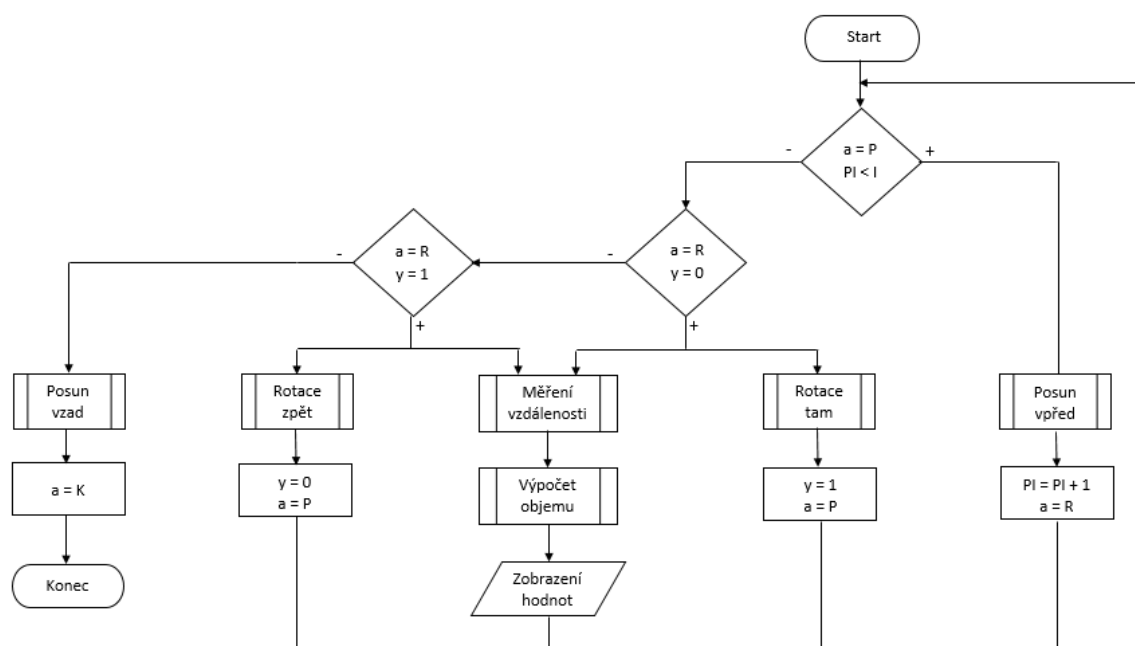 Start
a = P
PI < I
-
+
a = R
y = 1
-
+
a = R
y = 0
-
+
Posun
vzad
Rotace
zpět
Měření
vzdálenosti
Rotace
tam
Posun
vpřed
a = K
y = 0
a = P
Výpočet
objemu
y = 1
a = P
PI = PI + 1
a = R
Konec
Zobrazení
hodnot